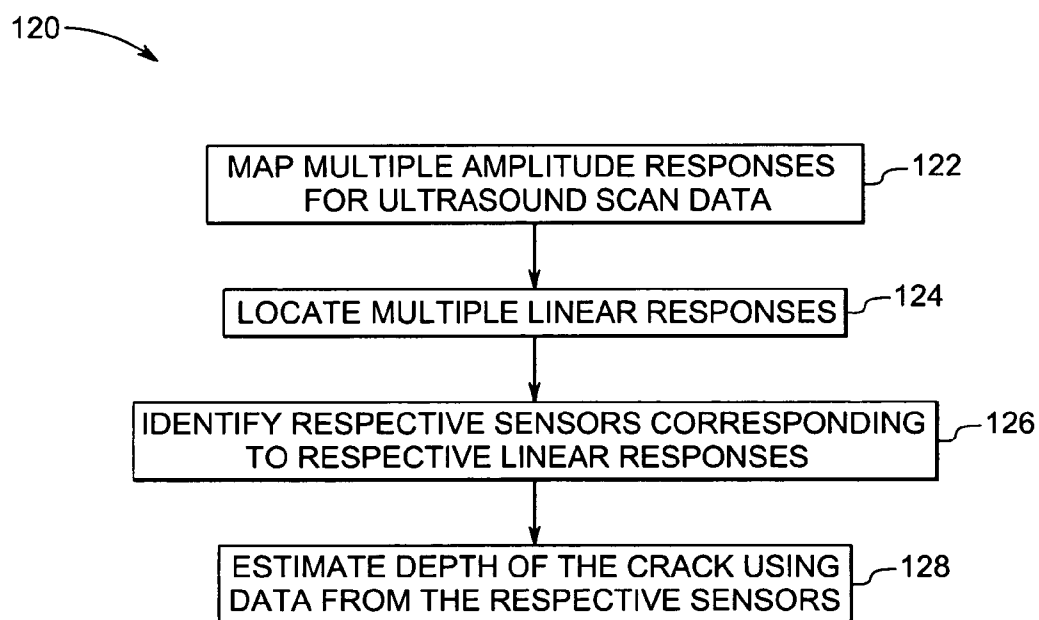 120
MAP MULTIPLE AMPLITUDE RESPONSES
FOR ULTRASOUND SCAN DATA
122
LOCATE MULTIPLE LINEAR RESPONSES
124
IDENTIFY RESPECTIVE SENSORS CORRESPONDING
TO RESPECTIVE LINEAR RESPONSES
126
ESTIMATE DEPTH OF THE CRACK USING
DATA FROM THE RESPECTIVE SENSORS
128